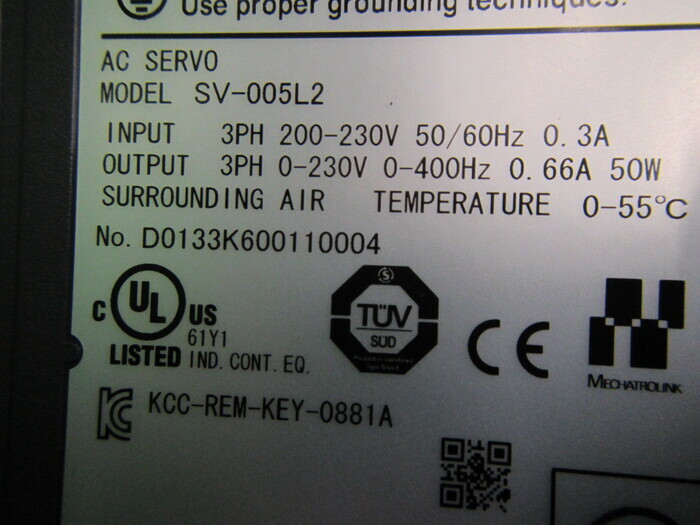 Use proper grounding techniques.
AC SERVO
MODEL SV-005L2
INPUT 3PH 200-230V 50/60Hz 0.3A
OUTPUT 3PH 0-230V 0-400Hz 0.66A 50W
SURROUNDING AIR TEMPERATURE 0-55℃
No. D0133K600110004
C UL US
LISTED 61Y1 IND. CONT. EQ.
S
TÜV
SÜD
CE
MECHATROLINK
KCC-REM-KEY-0881A